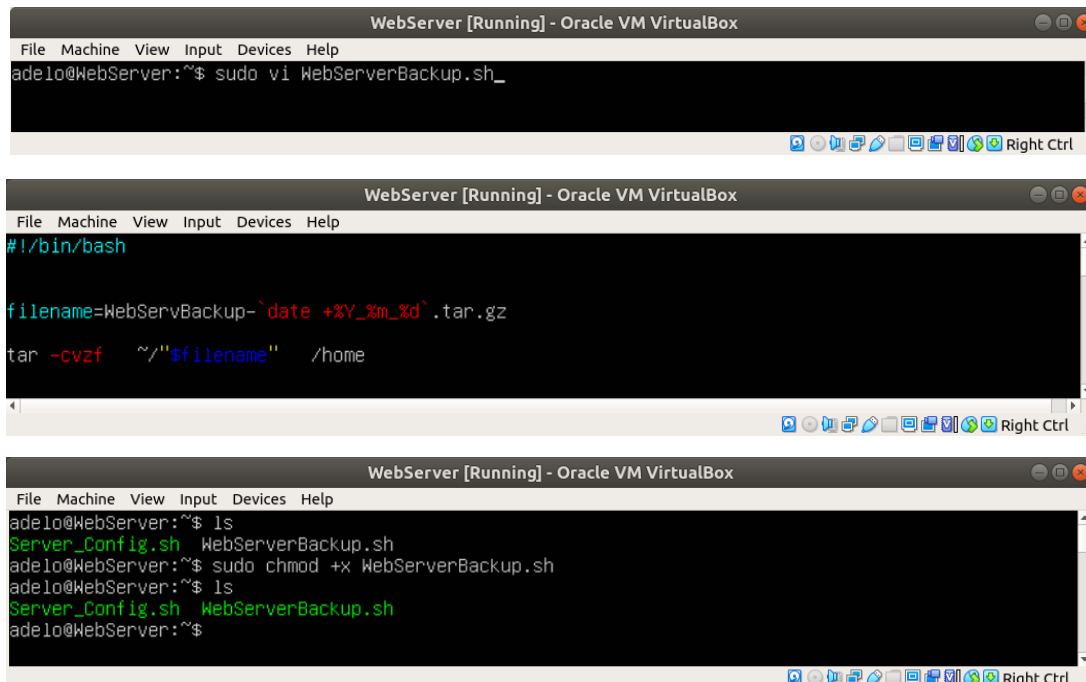 WebServer [Running] - Oracle VM VirtualBox
File Machine View Input Devices Help
adelo@WebServer:~$ sudo vi WebServerBackup.sh_
Right Ctrl
WebServer [Running] - Oracle VM VirtualBox
File Machine View Input Devices Help
#!/bin/bash
filename=WebServBackup-`date +%Y_%m_%d`.tar.gz
tar -cvzf ~/"$filename" /home
Right Ctrl
WebServer [Running] - Oracle VM VirtualBox
File Machine View Input Devices Help
adelo@WebServer:~$ ls
Server_Config.sh WebServerBackup.sh
adelo@WebServer:~$ sudo chmod +x WebServerBackup.sh
adelo@WebServer:~$ ls
Server_Config.sh WebServerBackup.sh
adelo@WebServer:~$
Right Ctrl